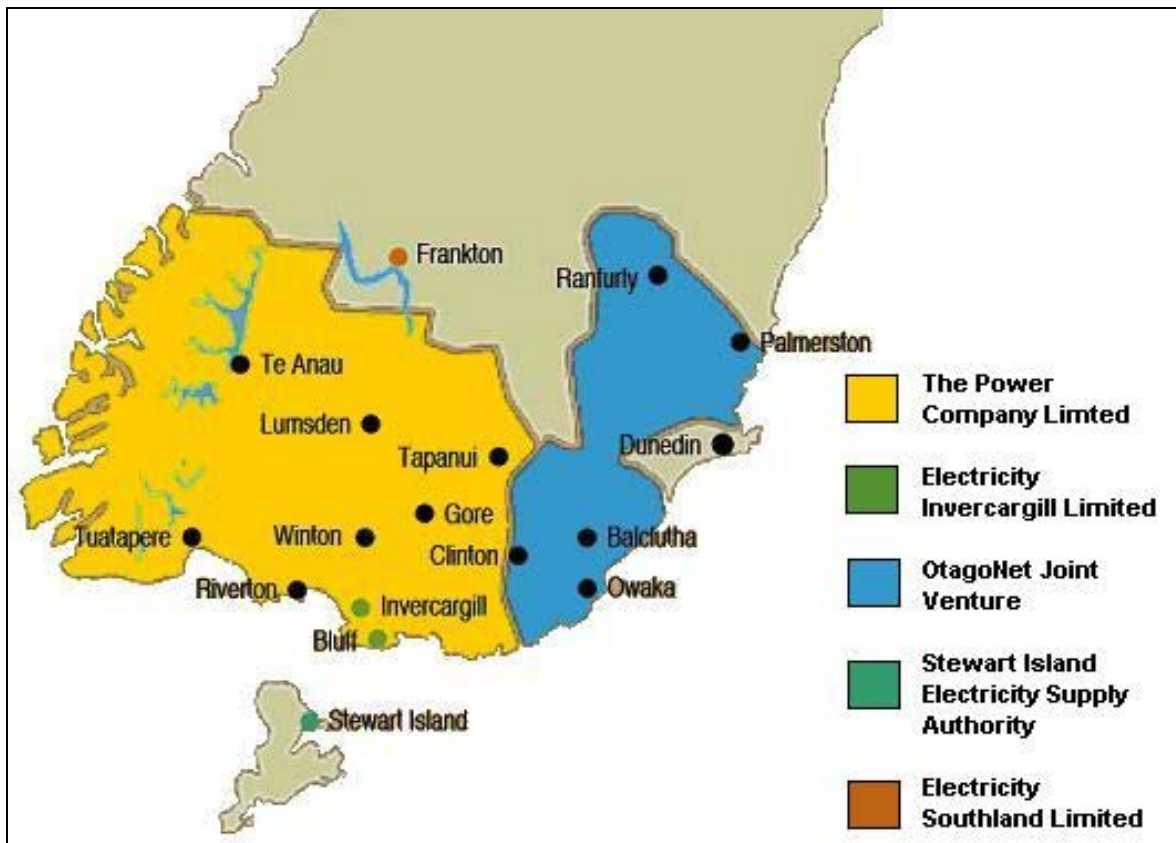 Frankton
Ranfurly
Palmerston
Te Anau
Lumsden
Dunedin
Tapanui
Gore
Tuatapere
Winton
Balclutha
Clinton
Riverton
Owaka
Invercargill
Bluff
Stewart Island
The Power
Company Limted
Electricity
Invercargill Limited
OtagoNet Joint
Venture
Stewart Island
Electricity Supply
Authority
Electricity
Southland Limited